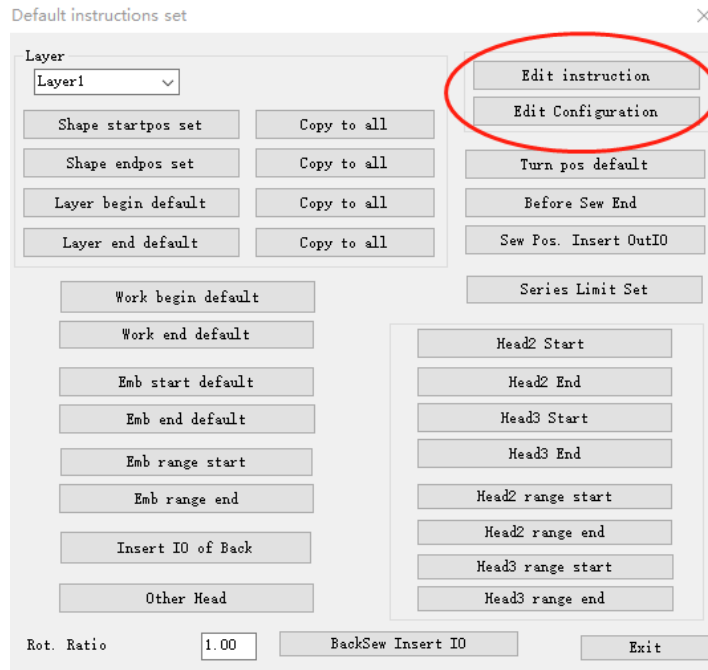 Default instructions set
Layer
Layer1
Shape startpos set
Copy to all
Shape endpos set
Copy to all
Layer begin default
Copy to all
Layer end default
Copy to all
Edit instruction
Edit Configuration
Turn pos default
Before Sew End
Sew Pos. Insert OutIO
Series Limit Set
Work begin default
Work end default
Emb start default
Emb end default
Emb range start
Emb range end
Insert IO of Back
Other Head
Head2 Start
Head2 End
Head3 Start
Head3 End
Head2 range start
Head2 range end
Head3 range start
Head3 range end
Rot. Ratio
1.00
BackSew Insert IO
Exit